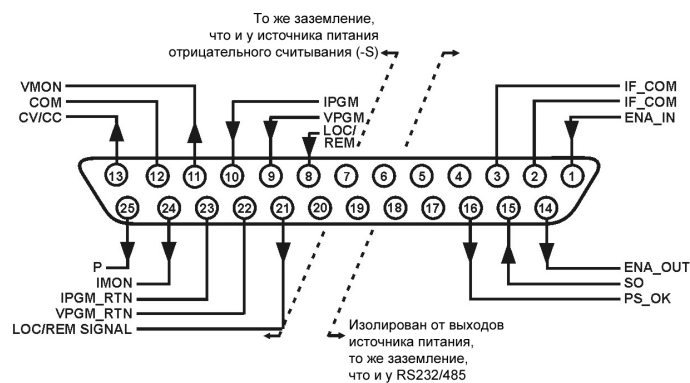 То же заземление,
что и у источника питания
отрицательного считывания (-S)
VMON
COM
CV/CC
IPGM
VPGM
LOC/
REM
IF_COM
IF_COM
ENA_IN
13
12
11
10
9
8
7
6
5
4
3
2
1
25
24
23
22
21
20
19
18
17
16
15
14
P
IMON
IPGM_RTN
VPGM_RTN
LOC/REM SIGNAL
ENA_OUT
SO
PS_OK
Изолирован от выходов
источника питания,
то же заземление,
что и у RS232/485